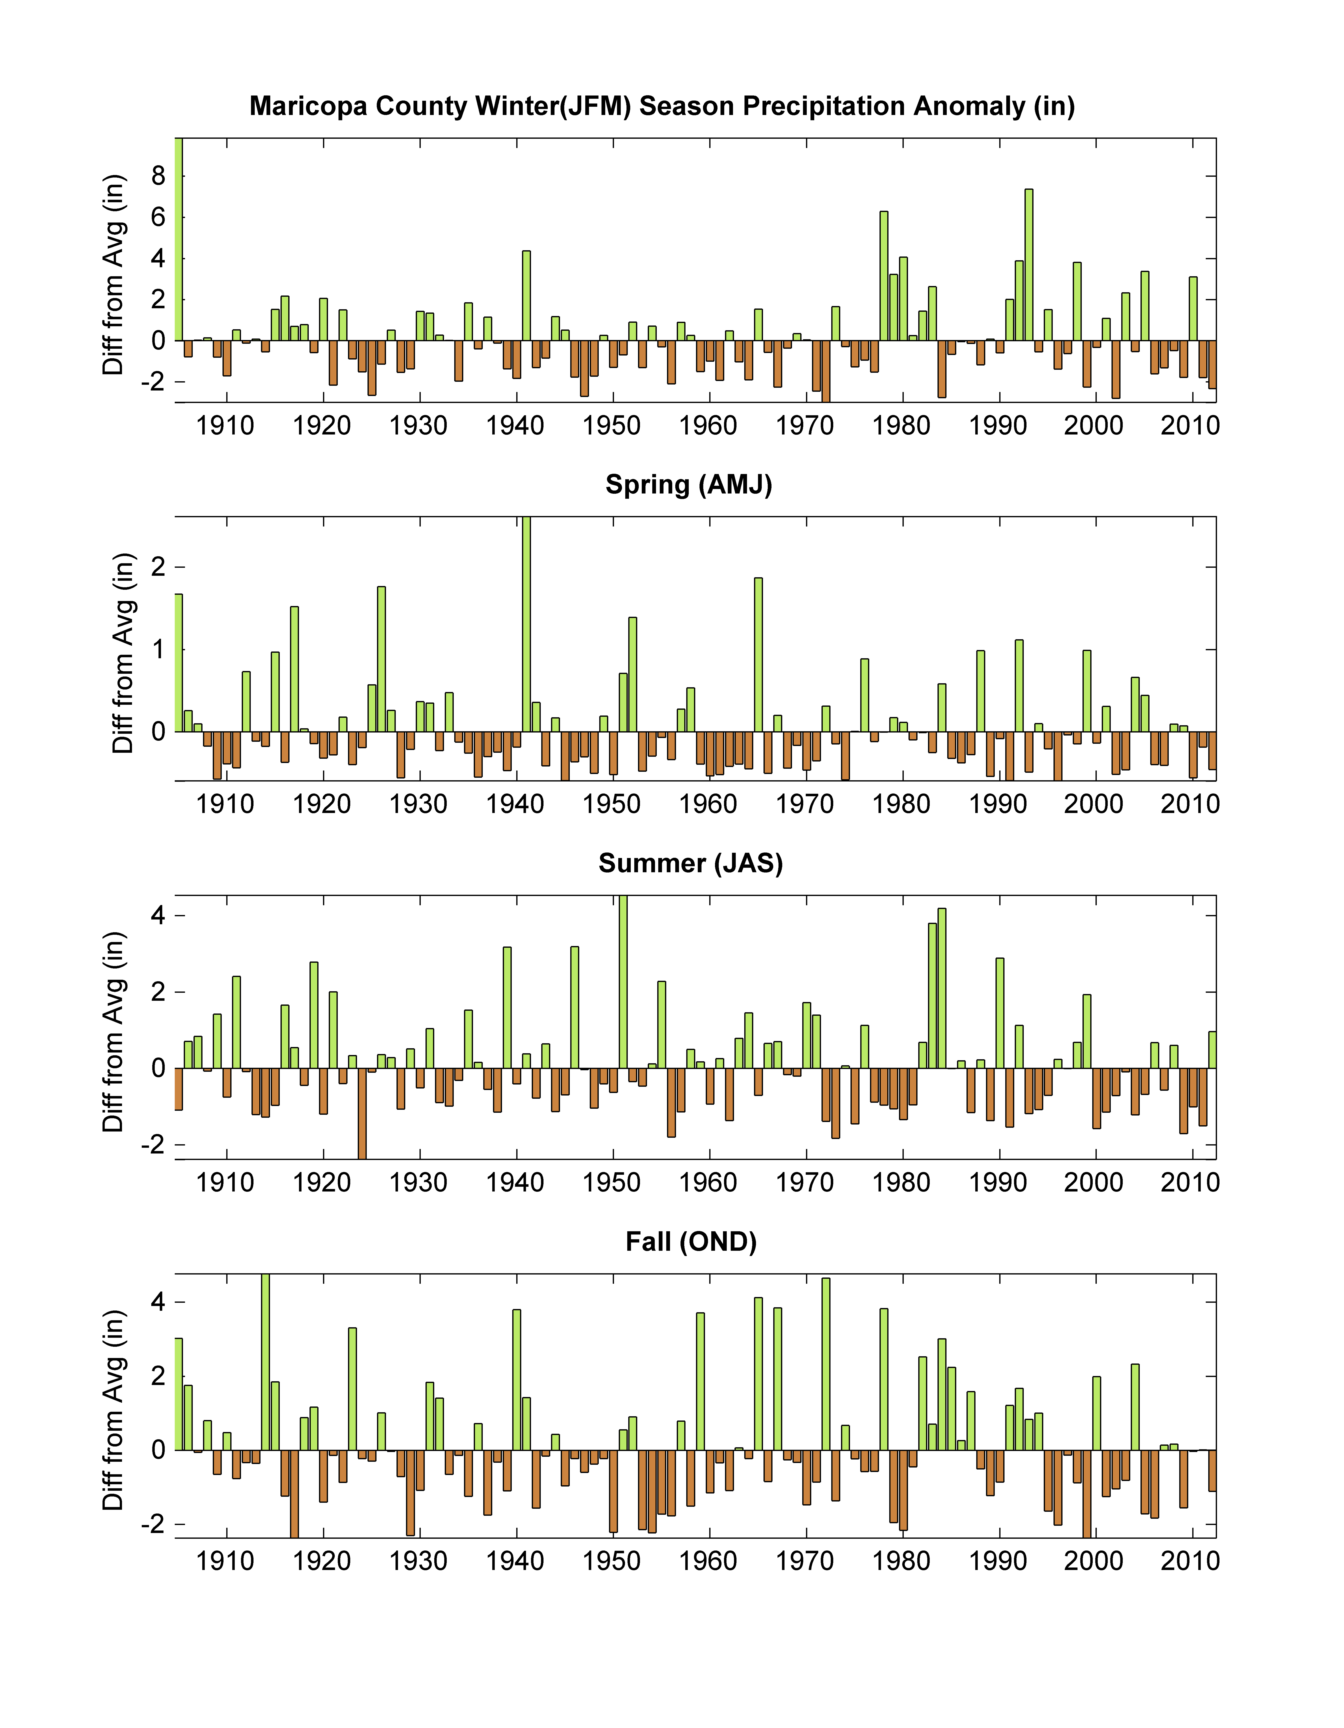 Maricopa County Winter(JFM) Season Precipitation Anomaly (in)
Diff from Avg (in)
8
6
4
2
0
-2
1910 1920 1930 1940 1950 1960 1970 1980 1990 2000 2010
Spring (AMJ)
Diff from Avg (in)
2
1
0
1910 1920 1930 1940 1950 1960 1970 1980 1990 2000 2010
Summer (JAS)
Diff from Avg (in)
4
2
0
-2
1910 1920 1930 1940 1950 1960 1970 1980 1990 2000 2010
Fall (OND)
Diff from Avg (in)
4
2
0
-2
1910 1920 1930 1940 1950 1960 1970 1980 1990 2000 2010